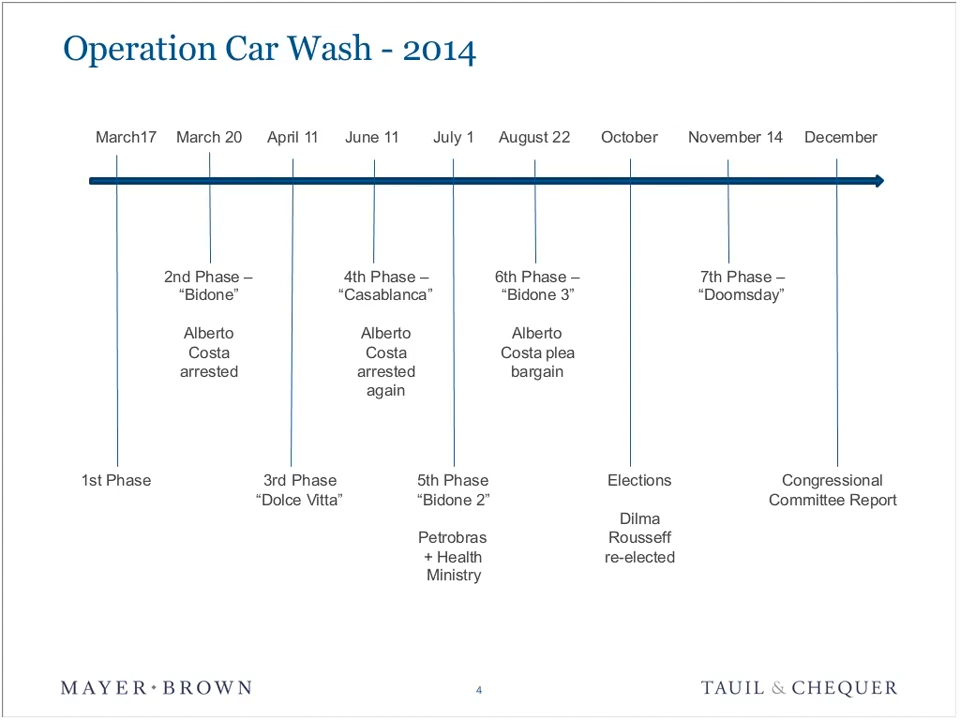 Operation Car Wash - 2014
March17
March 20
April 11
June 11
July 1
August 22
October
November 14
December
2nd Phase –
“Bidone”
Alberto
Costa
arrested
4th Phase –
“Casablanca”
Alberto
Costa
arrested
again
6th Phase –
“Bidone 3”
Alberto
Costa plea
bargain
7th Phase –
“Doomsday”
1st Phase
3rd Phase
“Dolce Vitta”
5th Phase
“Bidone 2”
Petrobras
+ Health
Ministry
Elections
Dilma
Rousseff
re-elected
Congressional
Committee Report
MAYER • BROWN
4
TAUIL & CHEQUER